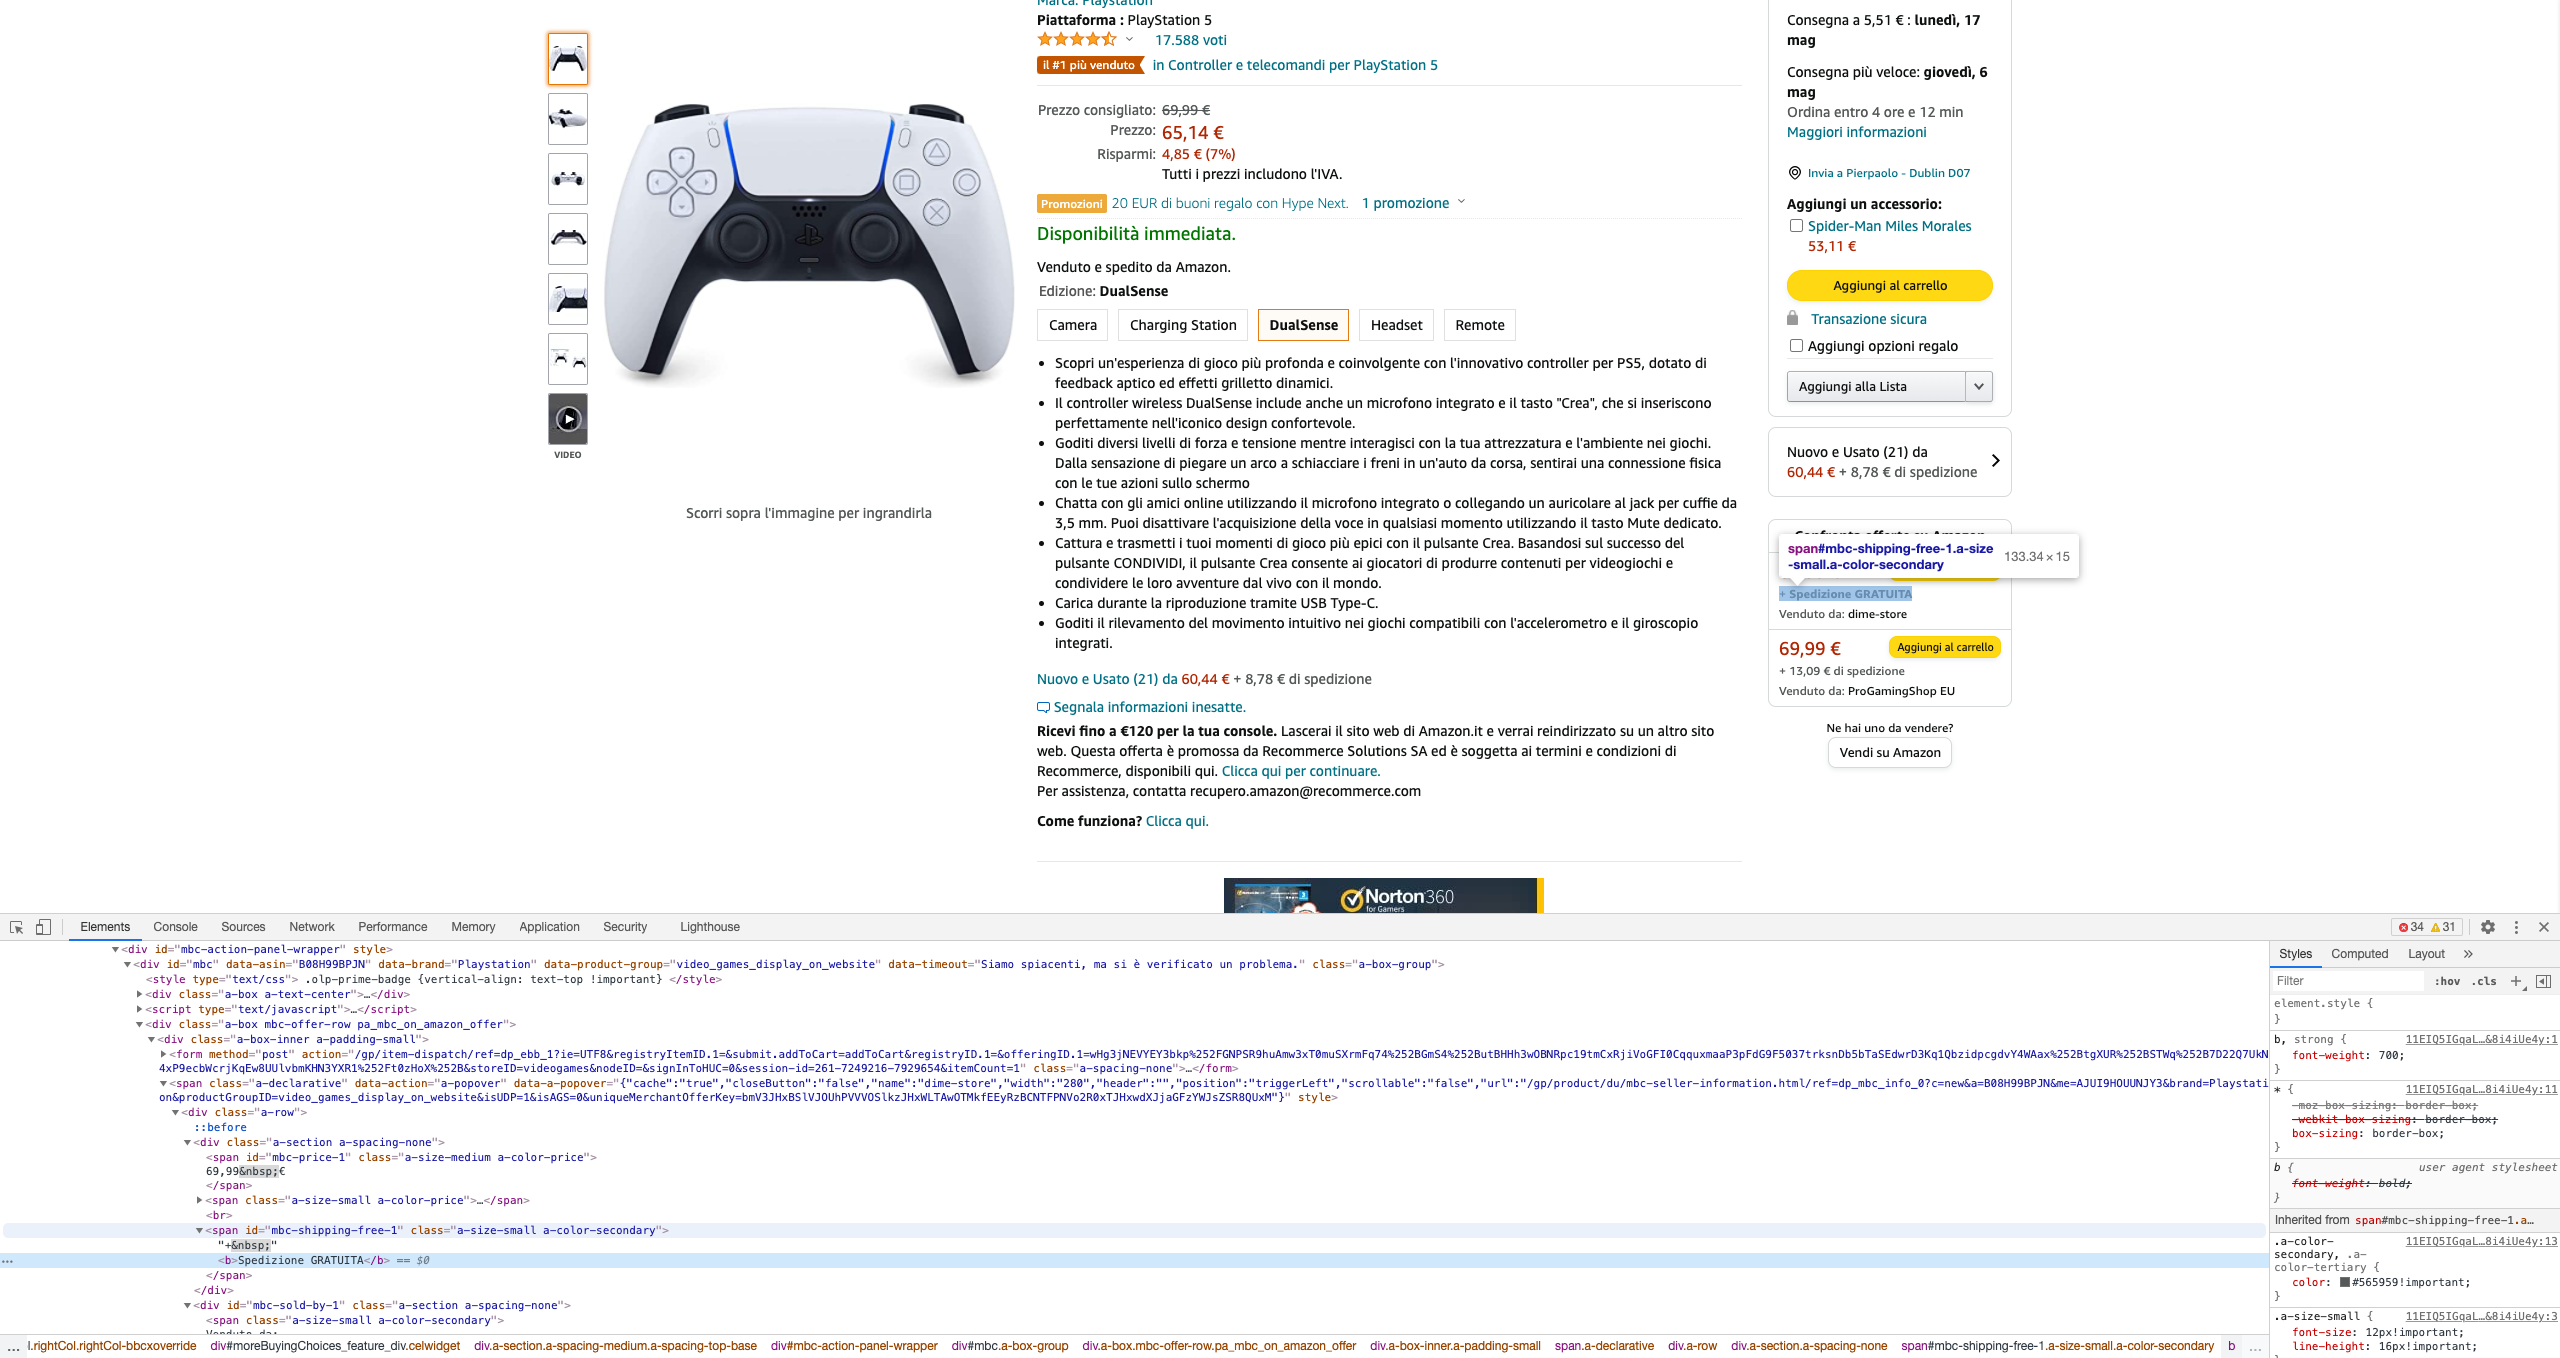 Marca: Playstation
Piattaforma : PlayStation 5
17.588 voti
il #1 più venduto in Controller e telecomandi per PlayStation 5
Prezzo consigliato: 69,99 €
Prezzo: 65,14 €
Risparmi: 4,85 € (7%)
Tutti i prezzi includono l'IVA.
Promozioni 20 EUR di buoni regalo con Hype Next. 1 promozione
Disponibilità immediata.
Venduto e spedito da Amazon.
Edizione: DualSense
Camera
Charging Station
DualSense
Headset
Remote
• Scopri un'esperienza di gioco più profonda e coinvolgente con l'innovativo controller per PS5, dotato di
feedback aptico ed effetti grilletto dinamici.
• Il controller wireless DualSense include anche un microfono integrato e il tasto "Crea", che si inseriscono
perfettamente nell'iconico design confortevole.
• Goditi diversi livelli di forza e tensione mentre interagisci con la tua attrezzatura e l'ambiente nei giochi.
Dalla sensazione di piegare un arco a schiacciare i freni in un'auto da corsa, sentirai una connessione fisica
con le tue azioni sullo schermo
• Chatta con gli amici online utilizzando il microfono integrato o collegando un auricolare al jack per cuffie da
3,5 mm. Puoi disattivare l'acquisizione della voce in qualsiasi momento utilizzando il tasto Mute dedicato.
• Cattura e trasmetti i tuoi momenti di gioco più epici con il pulsante Crea. Basandosi sul successo del
pulsante CONDIVIDI, il pulsante Crea consente ai giocatori di produrre contenuti per videogiochi e
condividere le loro avventure dal vivo con il mondo.
• Carica durante la riproduzione tramite USB Type-C.
• Goditi il rilevamento del movimento intuitivo nei giochi compatibili con l'accelerometro e il giroscopio
integrati.
Nuovo e Usato (21) da 60,44 € + 8,78 € di spedizione
Segnala informazioni inesatte.
Ricevi fino a €120 per la tua console. Lascerai il sito web di Amazon.it e verrai reindirizzato su un altro sito
web. Questa offerta è promossa da Recommerce Solutions SA ed è soggetta ai termini e condizioni di
Recommerce, disponibili qui. Clicca qui per continuare.
Per assistenza, contatta recupero.amazon@recommerce.com
Come funziona? Clicca qui.
VIDEO
Scorri sopra l'immagine per ingrandirla
Norton360
for Gamers
Consegna a 5,51 € : lunedì, 17
mag
Consegna più veloce: giovedì, 6
mag
Ordina entro 4 ore e 12 min
Maggiori informazioni
Invia a Pierpaolo - Dublin D07
Aggiungi un accessorio:
Spider-Man Miles Morales
53,11 €
Aggiungi al carrello
Transazione sicura
Aggiungi opzioni regalo
Aggiungi alla Lista
Nuovo e Usato (21) da
60,44 € + 8,78 € di spedizione
span#mbc-shipping-free-1.a-size
-small.a-color-secondary
133.34 × 15
+ Spedizione GRATUITA
Venduto da: dime-store
69,99 €
Aggiungi al carrello
+ 13,09 € di spedizione
Venduto da: ProGamingShop EU
Ne hai uno da vendere?
Vendi su Amazon
Elements Console Sources Network Performance Memory Application Security Lighthouse
34 31
<div id="mbc-action-panel-wrapper" style>
<div id="mbc" data-asin="B08H99BPJN" data-brand="Playstation" data-product-group="video_games_display_on_website" data-timeout="Siamo spiacenti, ma si è verificato un problema." class="a-box-group">
<style type="text/css"> .olp-prime-badge {vertical-align: text-top !important} </style>
<div class="a-box a-text-center">…</div>
<script type="text/javascript">…</script>
<div class="a-box mbc-offer-row pa_mbc_on_amazon_offer">
<div class="a-box-inner a-padding-small">
<form method="post" action="/gp/item-dispatch/ref=dp_ebb_1?ie=UTF8&registryItemID.1=&submit.addToCart=addToCart&registryID.1=&offeringID.1=
&storeID=videogames&nodeID=&signInToHUC=0&session-id=261-7249216-7929654&itemCount=1" class="a-spacing-none">…</form>
<span class="a-declarative" data-action="a-popover" data-a-popover="{"cache":"true","closeButton":"false","name":"dime-store","width":"280","header":"","position":"triggerLeft","scrollable":"false","url":"/gp/product/du/mbc-seller-information.html/ref=dp_mbc_info_0?c=new&a=B08H99BPJN&me=AJUI9HOUUNJY3&brand=Playstati
on&productGroupID=video_games_display_on_website&isUDP=1&isAGS=0&uniqueMerchantOfferKey=
style>
<div class="a-row">
::before
<div class="a-section a-spacing-none">
<span id="mbc-price-1" class="a-size-medium a-color-price">
69,99&nbsp;€
</span>
<span class="a-size-small a-color-price">…</span>
<br>
<span id="mbc-shipping-free-1" class="a-size-small a-color-secondary">
"+&nbsp;"
<b>Spedizione GRATUITA</b> == $0
</span>
</div>
<div id="mbc-sold-by-1" class="a-section a-spacing-none">
<span class="a-size-small a-color-secondary">
… l.rightCol.rightCol-bbcxoverride div#moreBuyingChoices_feature_div.celwidget div.a-section.a-spacing-medium.a-spacing-top-base div#mbc-action-panel-wrapper div#mbc.a-box-group div.a-box.mbc-offer-row.pa_mbc_on_amazon_offer div.a-box-inner.a-padding-small span.a-declarative div.a-row div.a-section.a-spacing-none span#mbc-shipping-free-1.a-size-small.a-color-secondary b …
Styles Computed Layout »
Filter :hov .cls +
element.style {
}
b, strong { 11EIQ5IGqaL…&8i4iUe4y:1
font-weight: 700;
}
* { 11EIQ5IGqaL…&8i4iUe4y:11
-moz-box-sizing: border-box;
-webkit-box-sizing: border-box;
box-sizing: border-box;
}
b { user agent stylesheet
font-weight: bold;
}
Inherited from span#mbc-shipping-free-1.a…
.a-color- 11EIQ5IGqaL…8i4iUe4y:13
secondary, .a-
color-tertiary {
color: #565959!important;
}
.a-size-small { 11EIQ5IGqaL…&8i4iUe4y:3
font-size: 12px!important;
line-height: 16px!important;